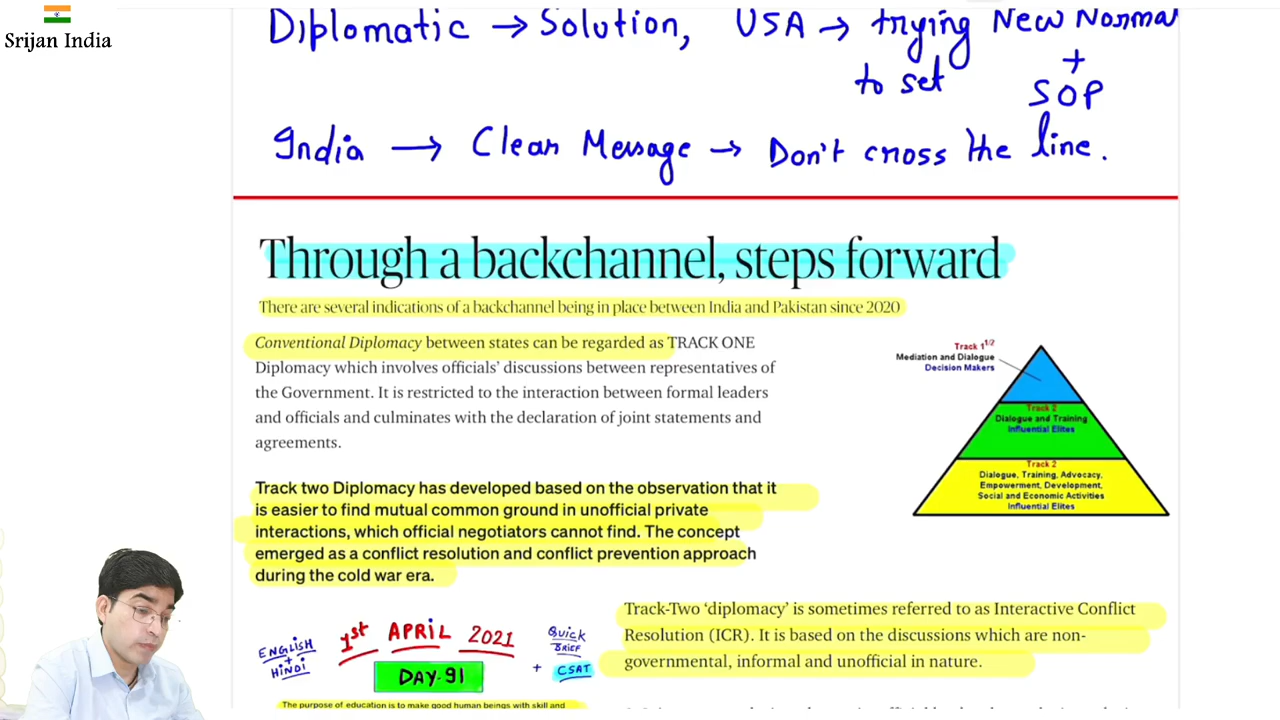 Srijan India
Diplomatic → Solution, USA → trying New Normal
to set + SOP
India → Clear Message → Don't cross the line.
Through a backchannel, steps forward
There are several indications of a backchannel being in place between India and Pakistan since 2020
Conventional Diplomacy between states can be regarded as TRACK ONE
Diplomacy which involves officials' discussions between representatives of
the Government. It is restricted to the interaction between formal leaders
and officials and culminates with the declaration of joint statements and
agreements.
Track 1 1/2
Mediation and Dialogue
Decision Makers
Track 2
Dialogue and Training
Influential Elites
Track 2
Dialogue, Training, Advocacy,
Empowerment, Development,
Social and Economic Activities
Influential Elites
Track two Diplomacy has developed based on the observation that it
is easier to find mutual common ground in unofficial private
interactions, which official negotiators cannot find. The concept
emerged as a conflict resolution and conflict prevention approach
during the cold war era.
Track-Two 'diplomacy' is sometimes referred to as Interactive Conflict
Resolution (ICR). It is based on the discussions which are non-
governmental, informal and unofficial in nature.
ENGLISH
+
HINDI
1st APRIL 2021
DAY-91
QUICK
BRIEF
+ CSAT
The purpose of education is to make good human beings with skill and